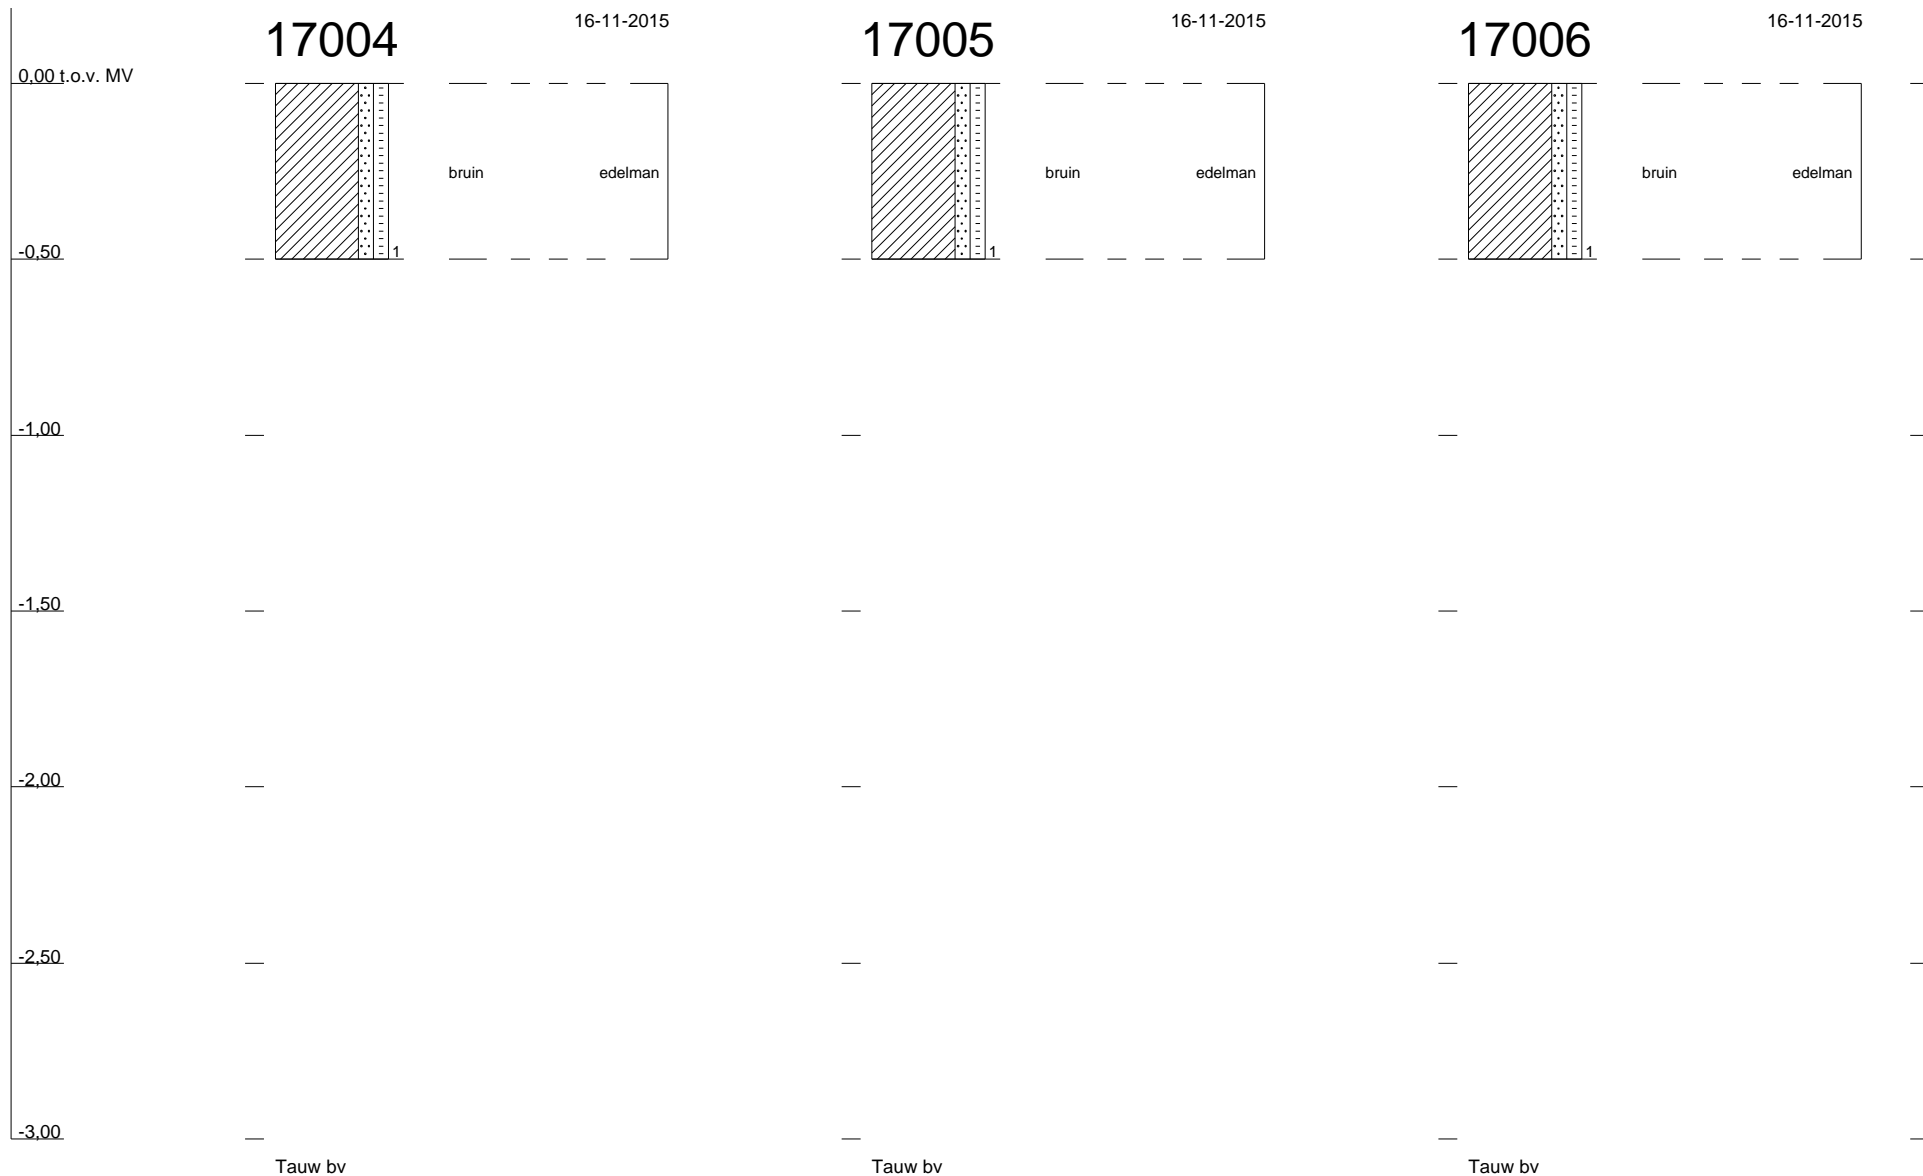 17004 16-11-2015 17005 16-11-2015 17006 16-11-2015
0,00 t.o.v. MV
bruin edelman bruin edelman bruin edelman
-0,50 1 1 1
-1,00
-1,50
-2,00
-2,50
-3,00
Tauw bv Tauw bv Tauw bv